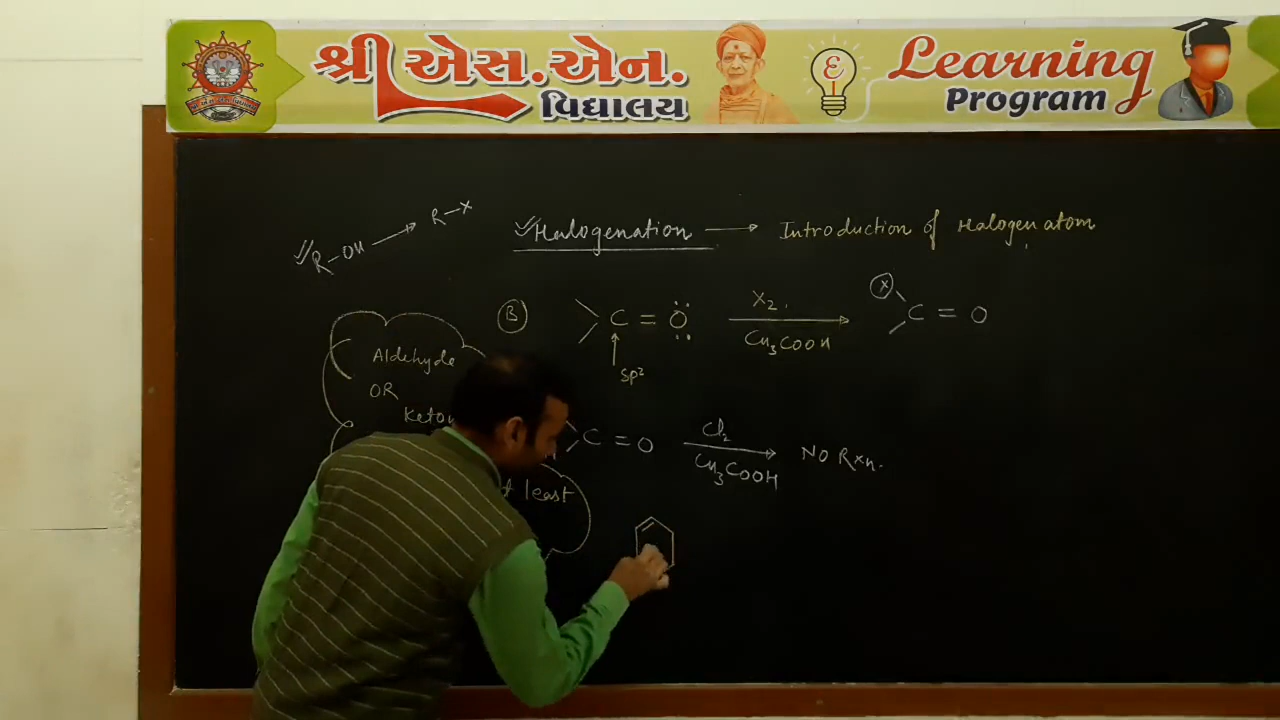 શ્રી એસ.એન.
વિદ્યાલય
Learning
Program
R-OH → R-X
Halogenation → Introduction of Halogen atom
B
C = O
X2
CH3COOH
X
C = O
sp2
Aldehyde
OR
C = O
Cl2
CH3COOH
NO Rxn.
least